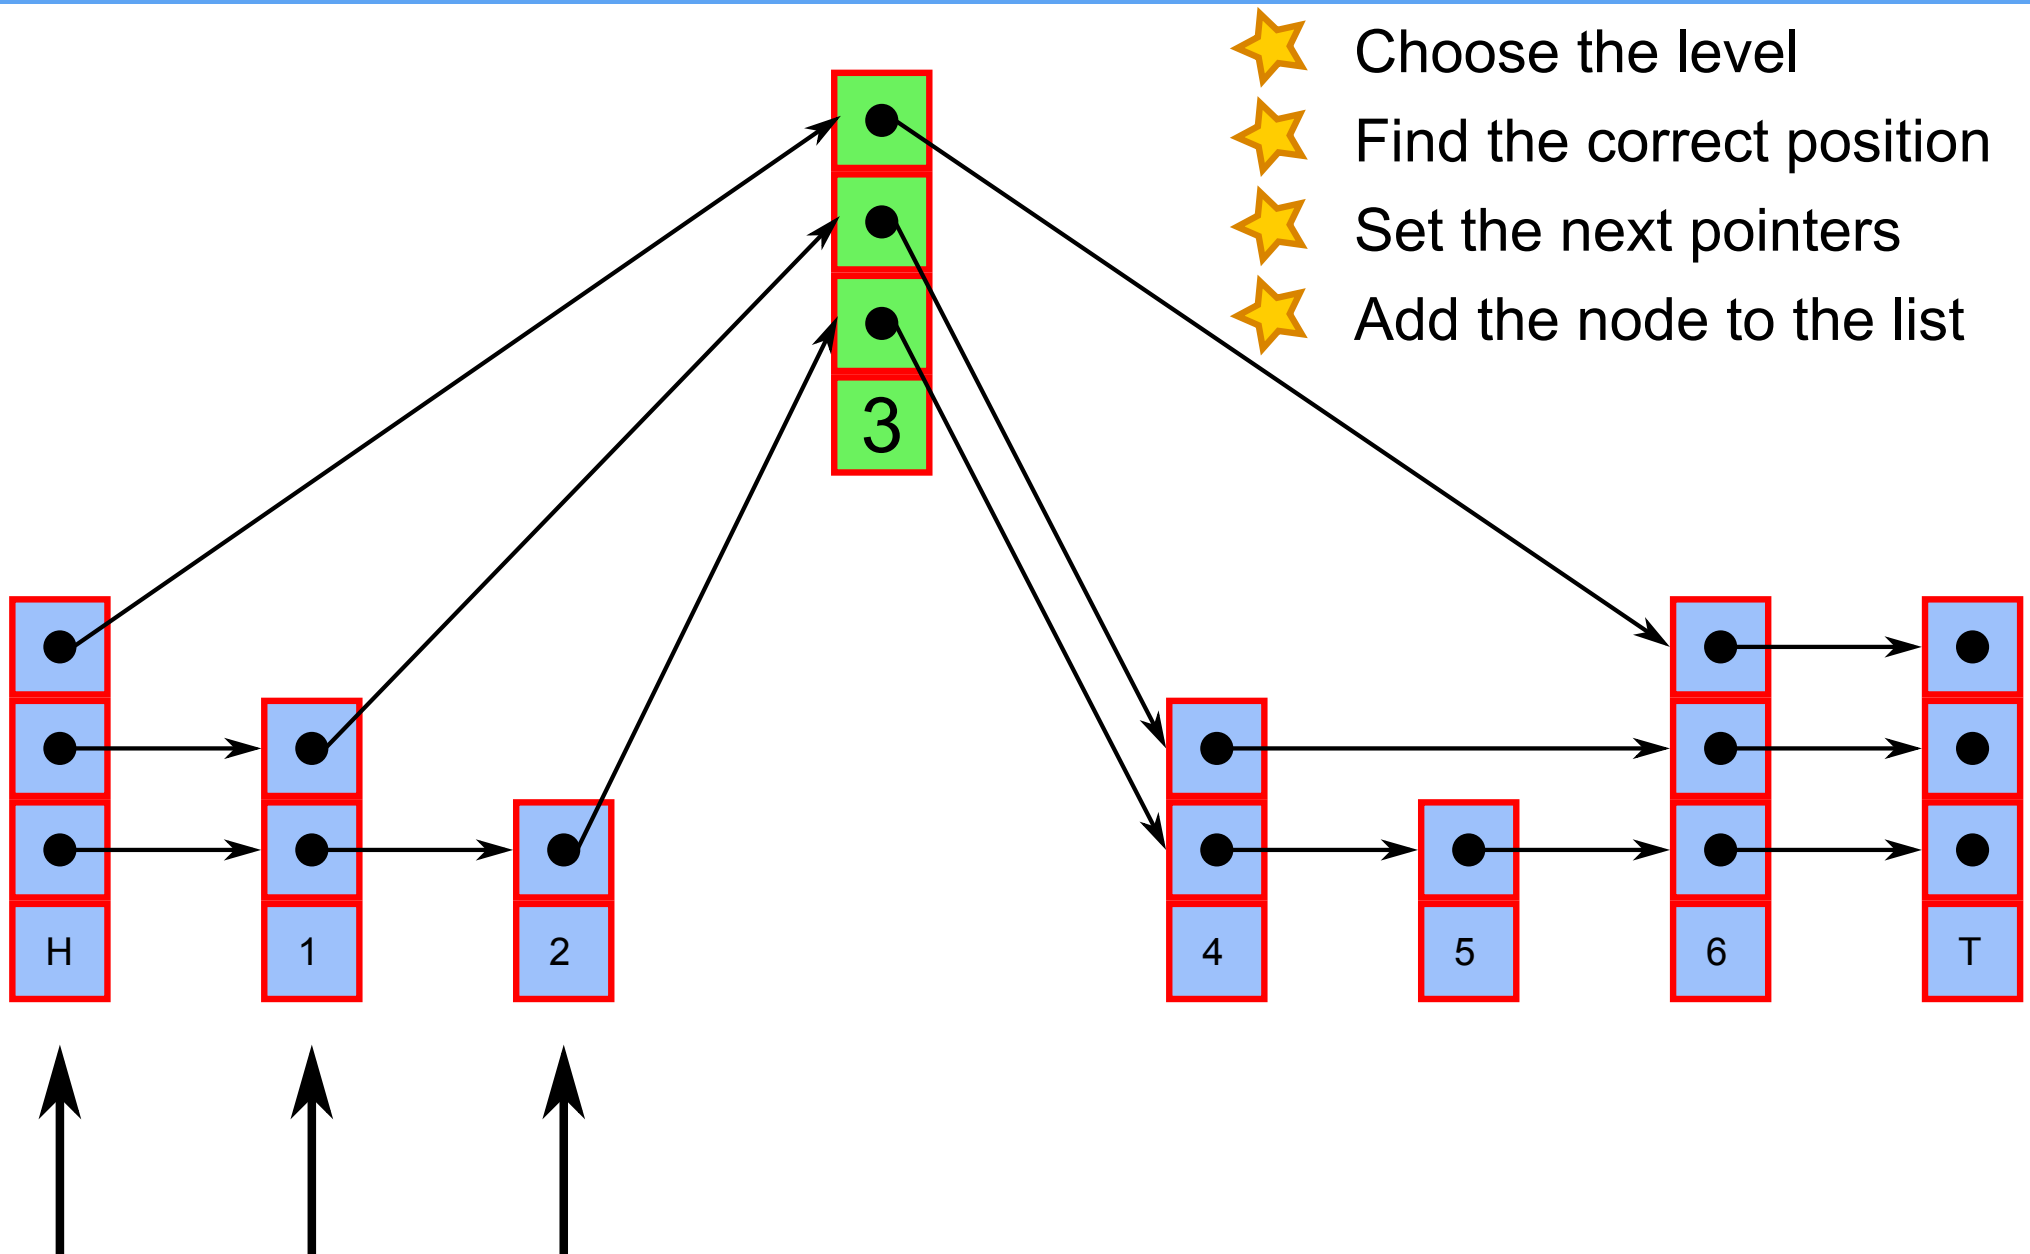 Choose the level
Find the correct position
Set the next pointers
Add the node to the list
3
H 1 2 4 5 6 T